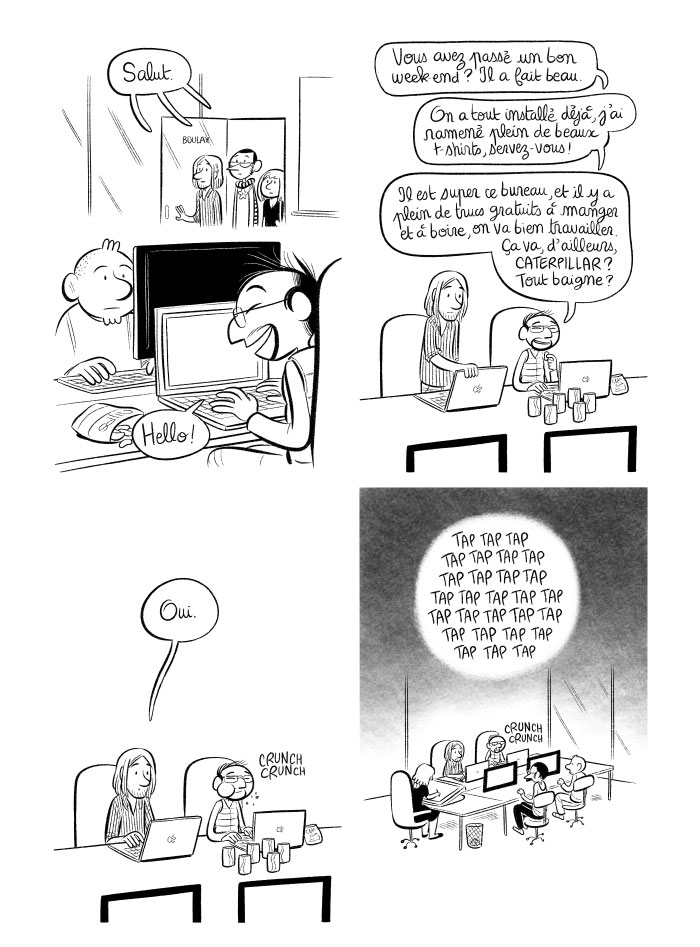 Salut.
BOULAX
Hello!
Vous avez passé un bon
week-end ? Il a fait beau.
On a tout installé déjà, j'ai
ramené plein de beaux
t-shirts, servez-vous !
Il est super ce bureau, et il y a
plein de trucs gratuits à manger
et à boire, on va bien travailler.
Ça va, d'ailleurs,
CATERPILLAR ?
Tout baigne ?
Oui.
CRUNCH
CRUNCH
TAP TAP TAP
TAP TAP TAP TAP
TAP TAP TAP TAP
TAP TAP TAP TAP TAP
TAP TAP TAP TAP TAP
TAP TAP TAP TAP
TAP TAP TAP
CRUNCH
CRUNCH